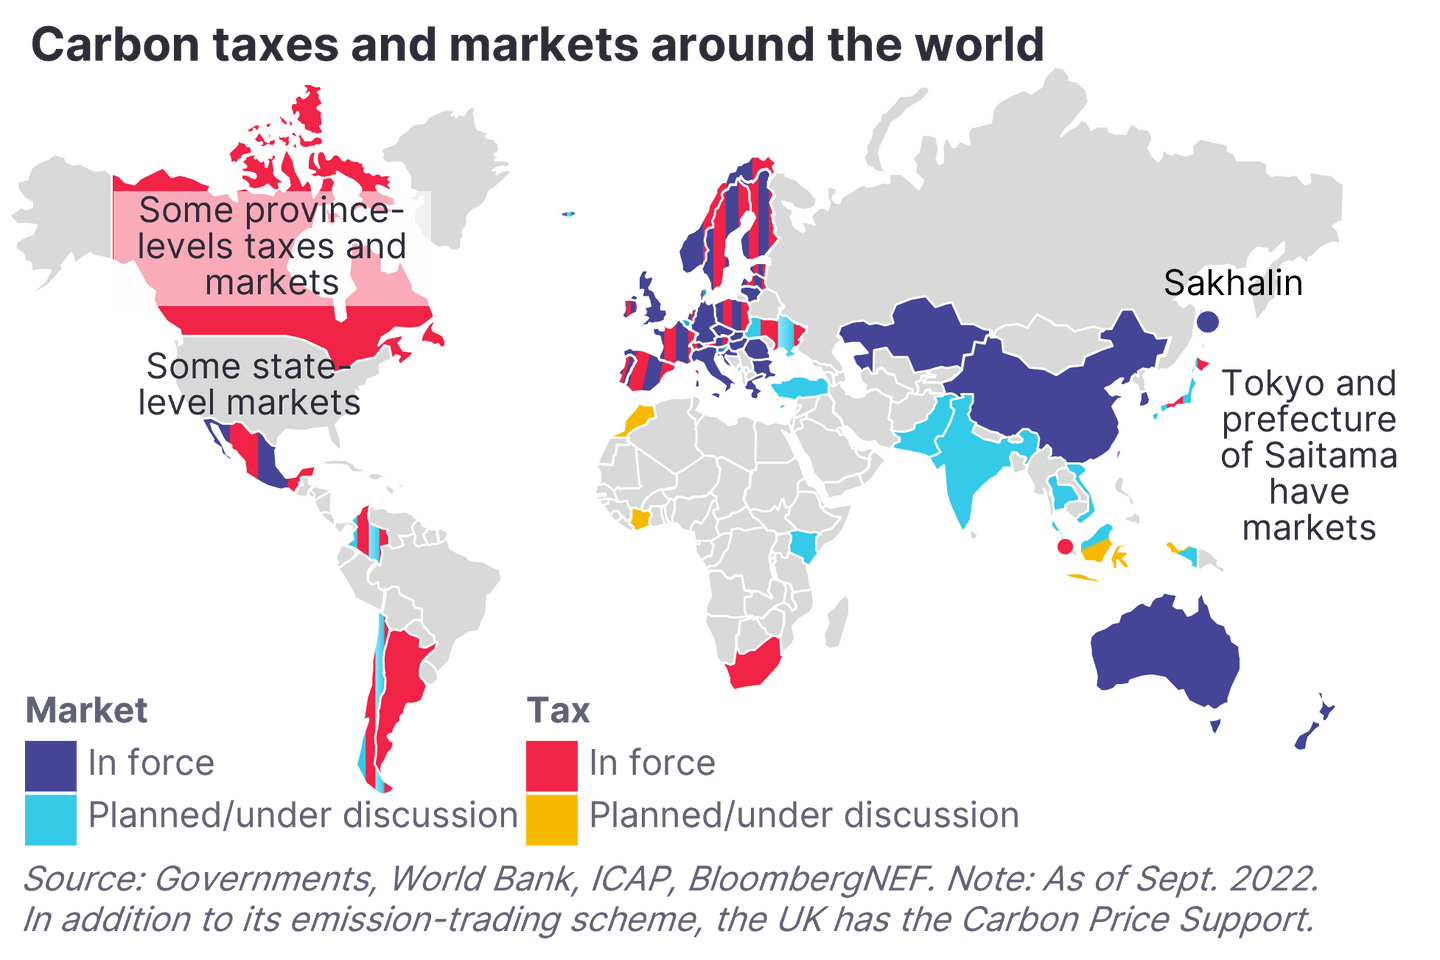 Carbon taxes and markets around the world
Some province-
levels taxes and
markets
Some state-
level markets
Sakhalin
Tokyo and
prefecture
of Saitama
have
markets
Market
In force
Planned/under discussion
Tax
In force
Planned/under discussion
Source: Governments, World Bank, ICAP, BloombergNEF. Note: As of Sept. 2022.
In addition to its emission-trading scheme, the UK has the Carbon Price Support.